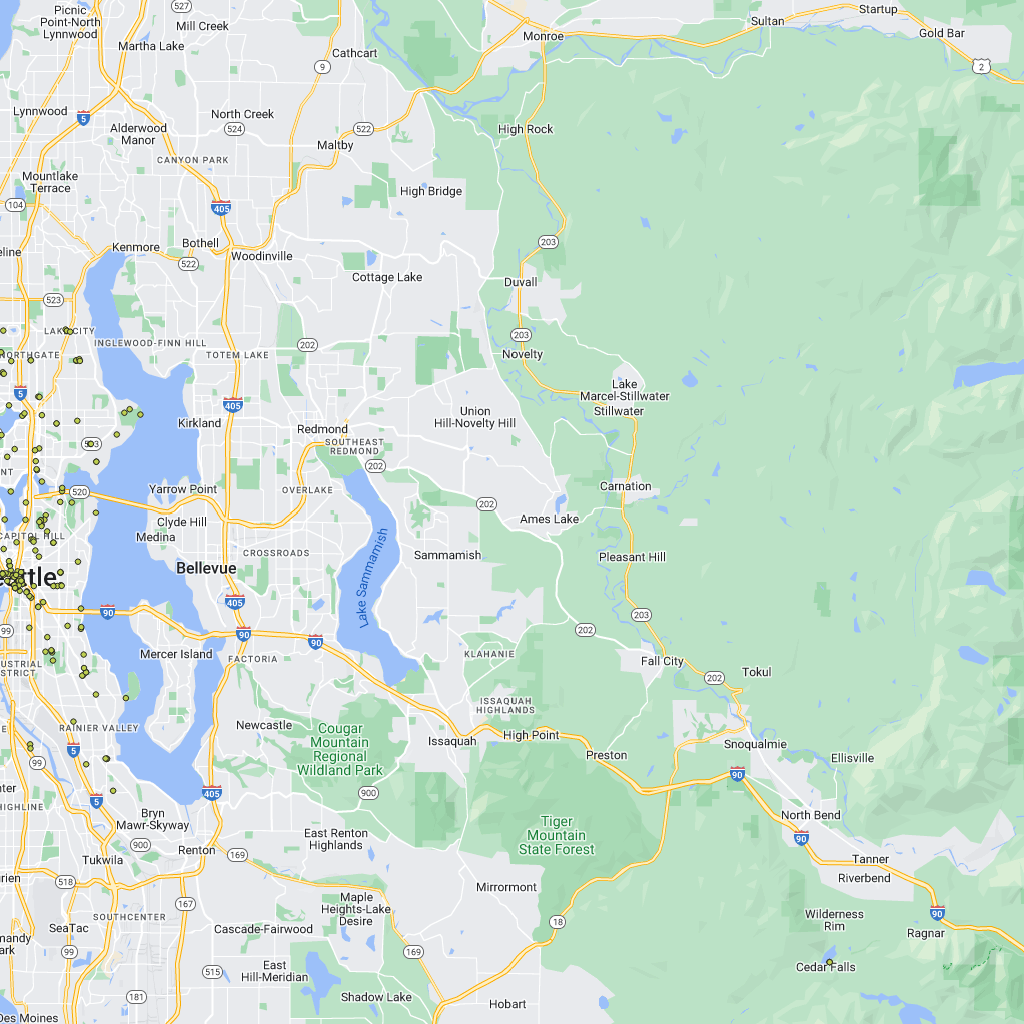 Picnic
Point-North
Lynnwood
527
Mill Creek
Martha Lake
Cathcart
9
Monroe
Sultan
Startup
Gold Bar
2
Lynnwood
5
North Creek
524
522
Alderwood
Manor
Maltby
High Rock
CANYON PARK
Mountlake
Terrace
High Bridge
104
405
203
Kenmore
Bothell
522
Woodinville
Cottage Lake
Duvall
523
LAKE CITY
INGLEWOOD-FINN HILL
TOTEM LAKE
202
203
Novelty
5
405
Lake
Marcel-Stillwater
Stillwater
Kirkland
Redmond
Union
Hill-Novelty Hill
SOUTHEAST
REDMOND
202
520
Yarrow Point
OVERLAKE
202
Carnation
Clyde Hill
Ames Lake
CAPITOL HILL
Medina
CROSSROADS
Sammamish
Pleasant Hill
Bellevue
Lake Sammamish
90
405
203
99
90
90
202
Mercer Island
FACTORIA
KLAHANIE
Fall City
202
Tokul
ISSAQUAH
HIGHLANDS
RAINIER VALLEY
Newcastle
Cougar
Mountain
Regional
Wildland Park
Issaquah
High Point
Preston
Snoqualmie
Ellisville
5
99
90
405
900
5
Bryn
Mawr-Skyway
North Bend
90
900
Renton
169
East Renton
Highlands
Tiger
Mountain
State Forest
Tukwila
518
Tanner
Riverbend
167
Mirrormont
Maple
Heights-Lake
Desire
SOUTHCENTER
SeaTac
99
Cascade-Fairwood
18
Wilderness
Rim
90
Ragnar
169
515
East
Hill-Meridian
Cedar Falls
181
Shadow Lake
Hobart
Des Moines